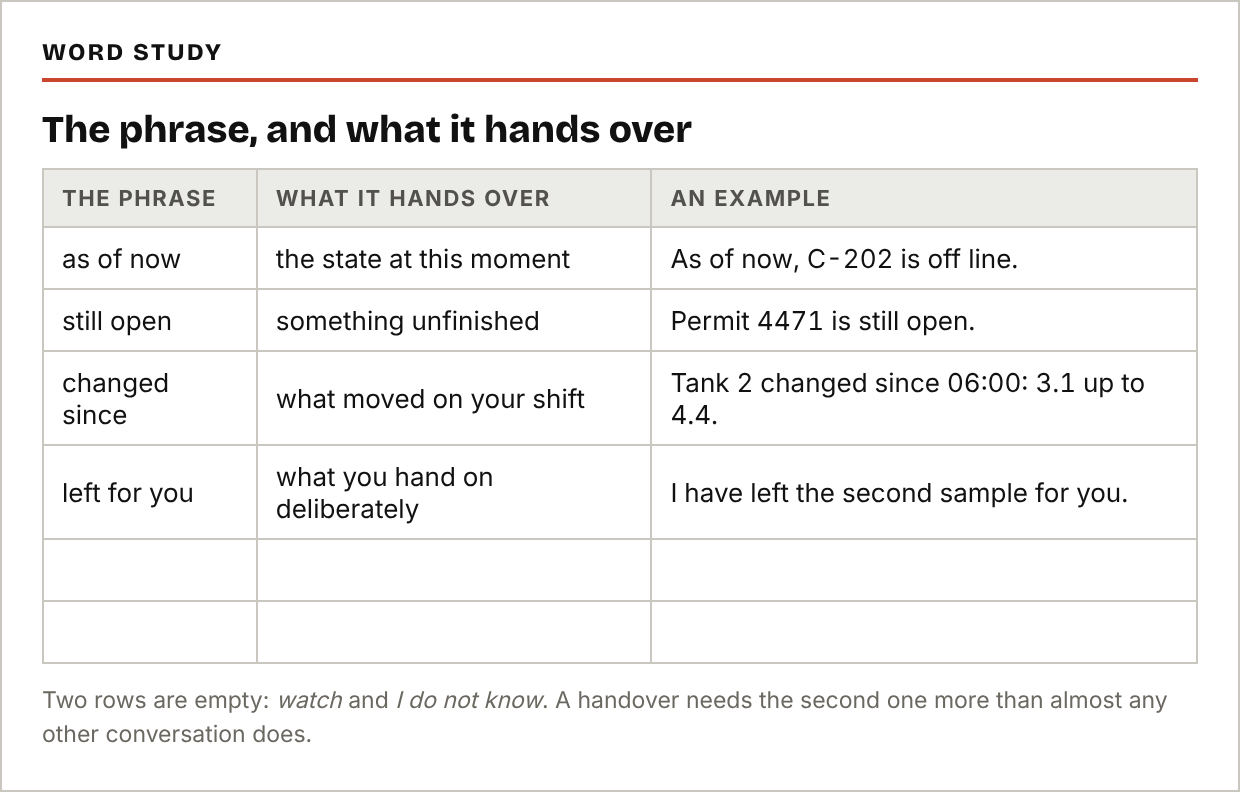 WORD STUDY
The phrase, and what it hands over
THE PHRASE WHAT IT HANDS OVER AN EXAMPLE
as of now the state at this moment As of now, C-202 is off line.
still open something unfinished Permit 4471 is still open.
changed
since
what moved on your shift
Tank 2 changed since 06:00: 3.1 up to
4.4.
left for you
what you hand on
deliberately
I have left the second sample for you.
Two rows are empty: watch and I do not know. A handover needs the second one more than almost any
other conversation does.